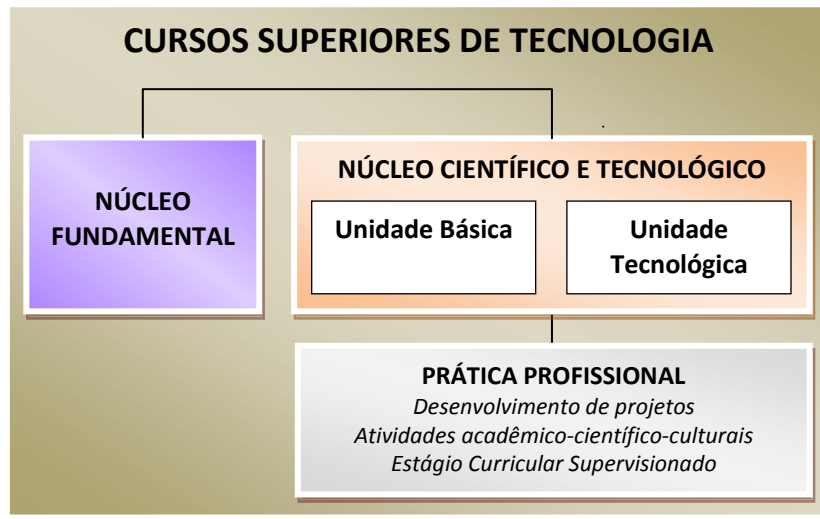 CURSOS SUPERIORES DE TECNOLOGIA
NÚCLEO
FUNDAMENTAL
NÚCLEO CIENTÍFICO E TECNOLÓGICO
Unidade Básica
Unidade
Tecnológica
PRÁTICA PROFISSIONAL
Desenvolvimento de projetos
Atividades acadêmico-científico-culturais
Estágio Curricular Supervisionado